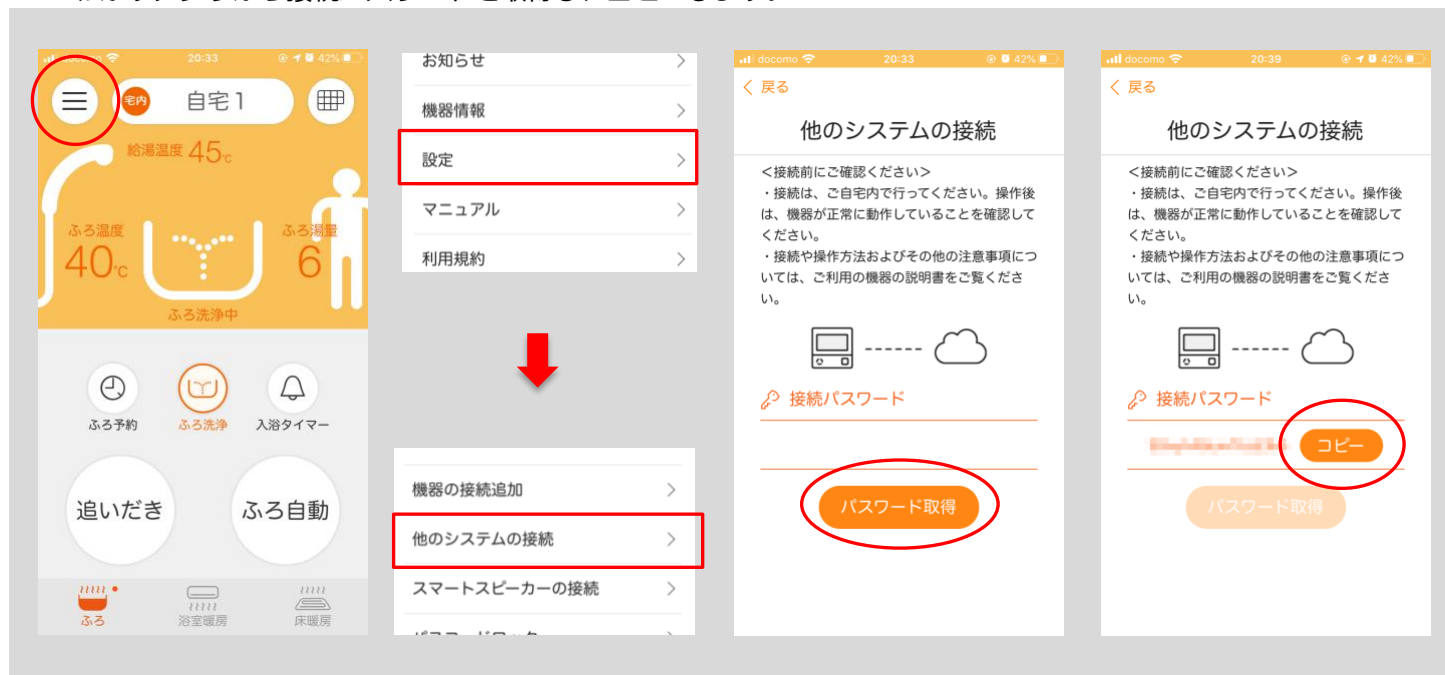 docomo 20:33 42%
宅内 自宅1
給湯温度 45℃
ふろ温度
40℃
ふろ湯量
6
ふろ洗浄中
ふろ予約 ふろ洗浄 入浴タイマー
追いだき ふろ自動
ふろ 浴室暖房 床暖房
お知らせ
機器情報
設定
マニュアル
利用規約
機器の接続追加
他のシステムの接続
スマートスピーカーの接続
docomo 20:33 42%
戻る
他のシステムの接続
<接続前にご確認ください>
・接続は、ご自宅内で行ってください。操作後
は、機器が正常に動作していることを確認して
ください。
・接続や操作方法およびその他の注意事項につ
いては、ご利用の機器の説明書をご覧くださ
い。
接続パスワード
パスワード取得
docomo 20:39 42%
戻る
他のシステムの接続
<接続前にご確認ください>
・接続は、ご自宅内で行ってください。操作後
は、機器が正常に動作していることを確認して
ください。
・接続や操作方法およびその他の注意事項につ
いては、ご利用の機器の説明書をご覧くださ
い。
接続パスワード
コピー
パスワード取得